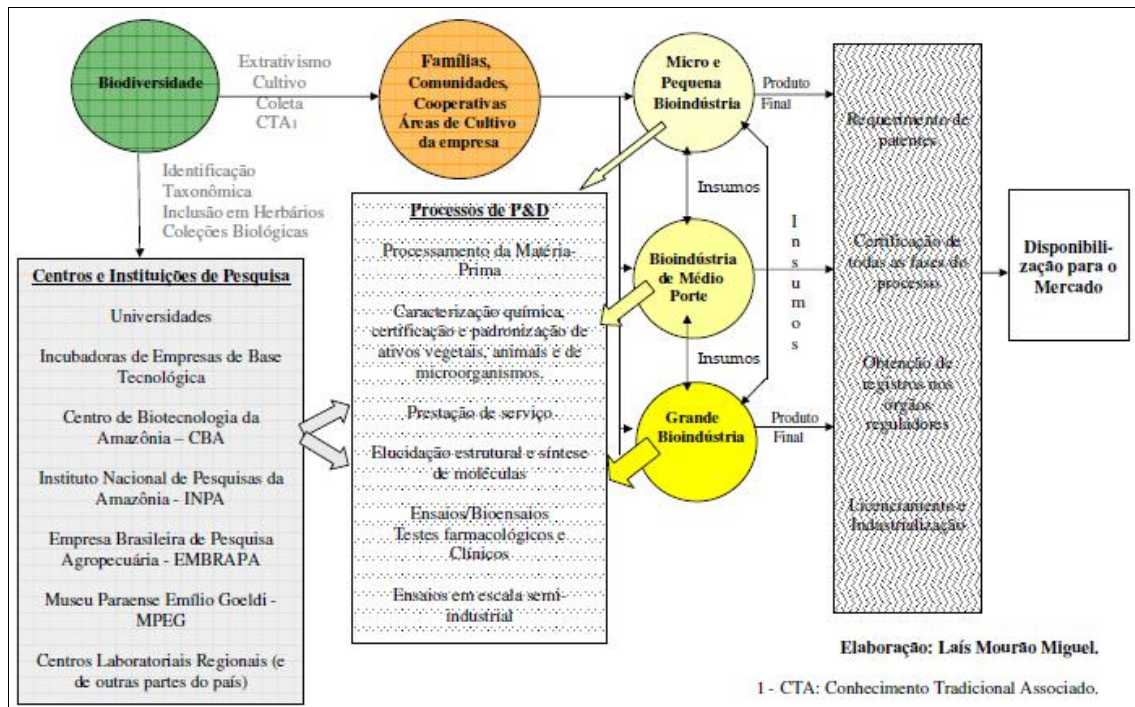 Biodiversidade
Extrativismo
Cultivo
Coleta
CTA1
Famílias,
Comunidades,
Cooperativas
Áreas de Cultivo
da empresa
Micro e
Pequena
Bioindústria
Produto
Final
Identificação
Taxonômica
Inclusão em Herbários
Coleções Biológicas
Centros e Instituições de Pesquisa
Universidades
Incubadoras de Empresas de Base
Tecnológica
Centro de Biotecnologia da
Amazônia – CBA
Instituto Nacional de Pesquisas da
Amazônia - INPA
Empresa Brasileira de Pesquisa
Agropecuária - EMBRAPA
Museu Paraense Emílio Goeldi -
MPEG
Centros Laboratoriais Regionais (e
de outras partes do país)
Processos de P&D
Processamento da Matéria-
Prima
Caracterização química,
certificação e padronização de
ativos vegetais, animais e de
microorganismos.
Prestação de serviço
Elucidação estrutural e síntese
de moléculas
Ensaios/Bioensaios
Testes farmacológicos e
Clínicos
Ensaios em escala semi-
industrial
Insumos
Bioindústria
de Médio
Porte
Insumos
Grande
Bioindústria
Insumos
Produto
Final
Requerimento de
patentes
Certificação de
todas as fases do
processo
Obtenção de
registros nos
órgãos
reguladores
Licenciamento e
Industrialização
Disponibili-
zação para o
Mercado
Elaboração: Laís Mourão Miguel.
1 - CTA: Conhecimento Tradicional Associado.